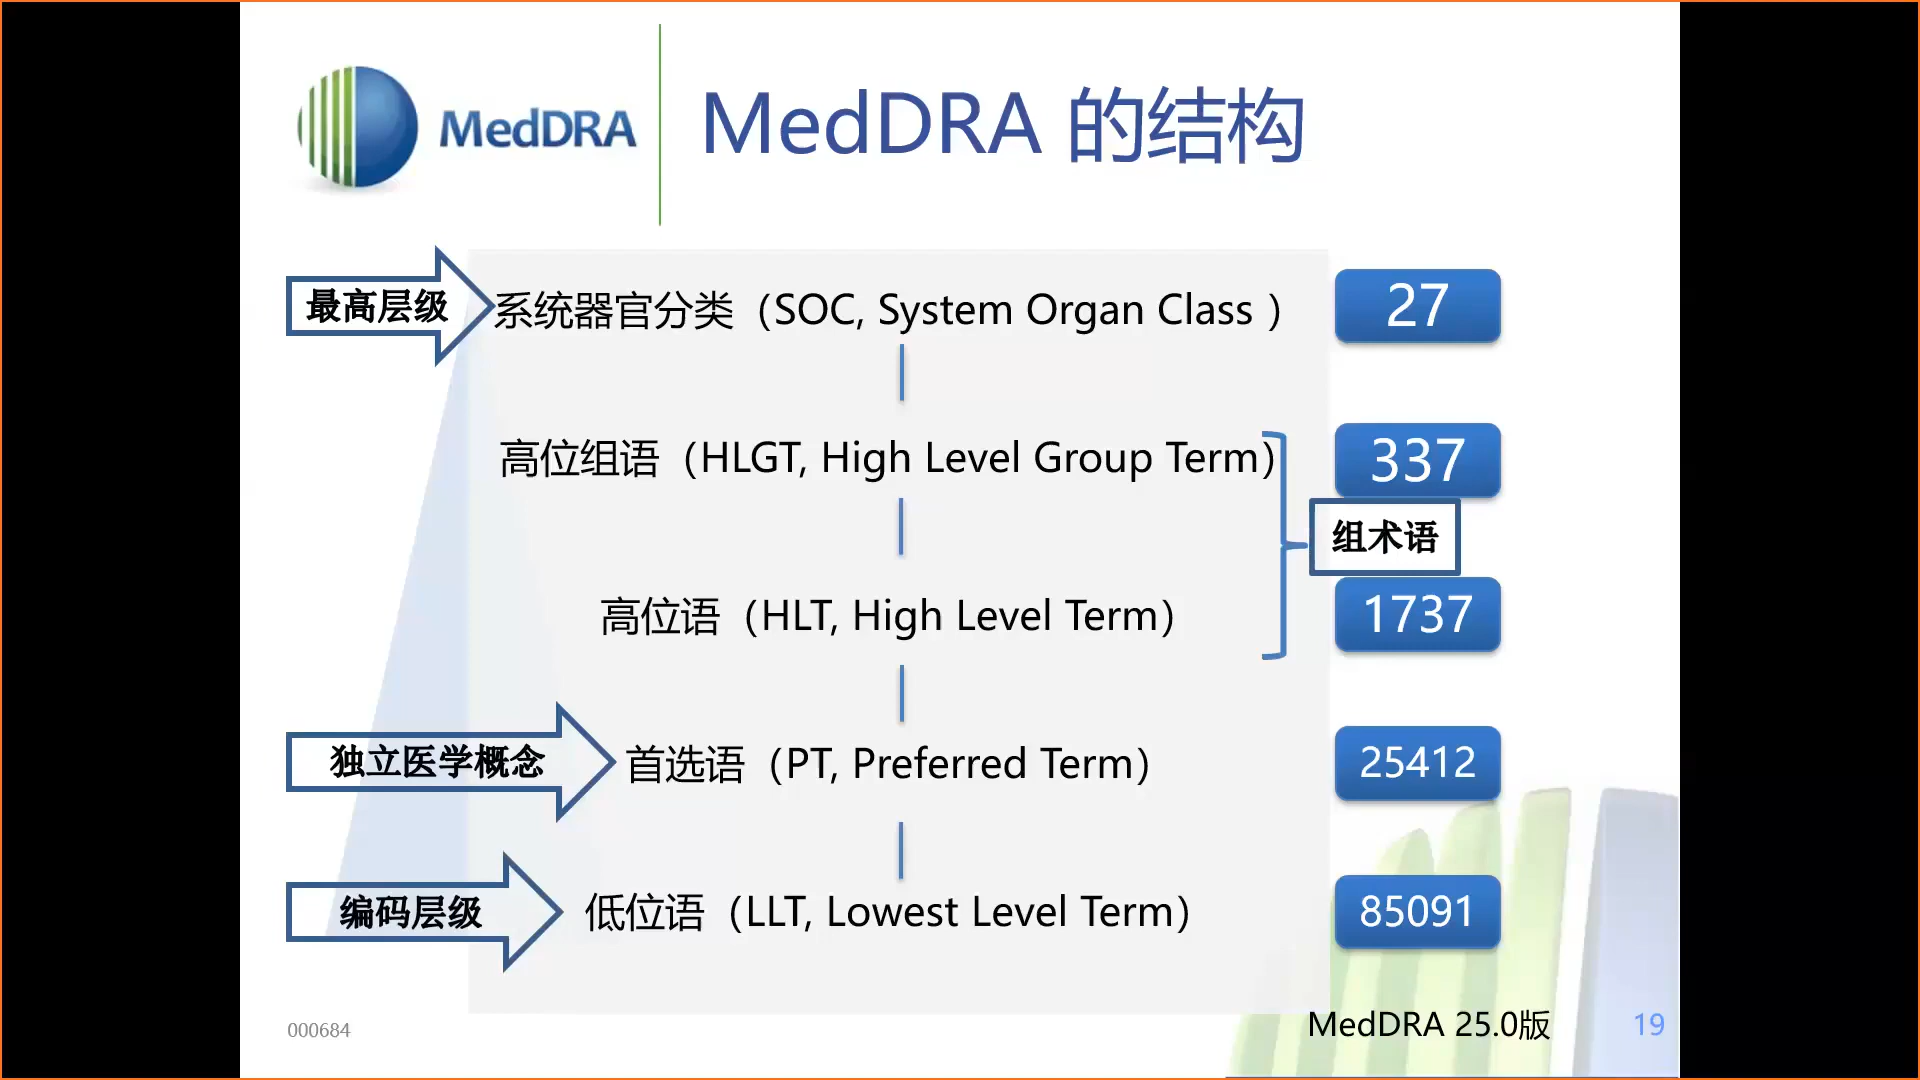 MedDRA
MedDRA 的结构
最高层级
系统器官分类（SOC, System Organ Class ）
27
高位组语（HLGT, High Level Group Term）
337
组术语
高位语（HLT, High Level Term）
1737
独立医学概念
首选语（PT, Preferred Term）
25412
编码层级
低位语（LLT, Lowest Level Term）
85091
000684
MedDRA 25.0版
19